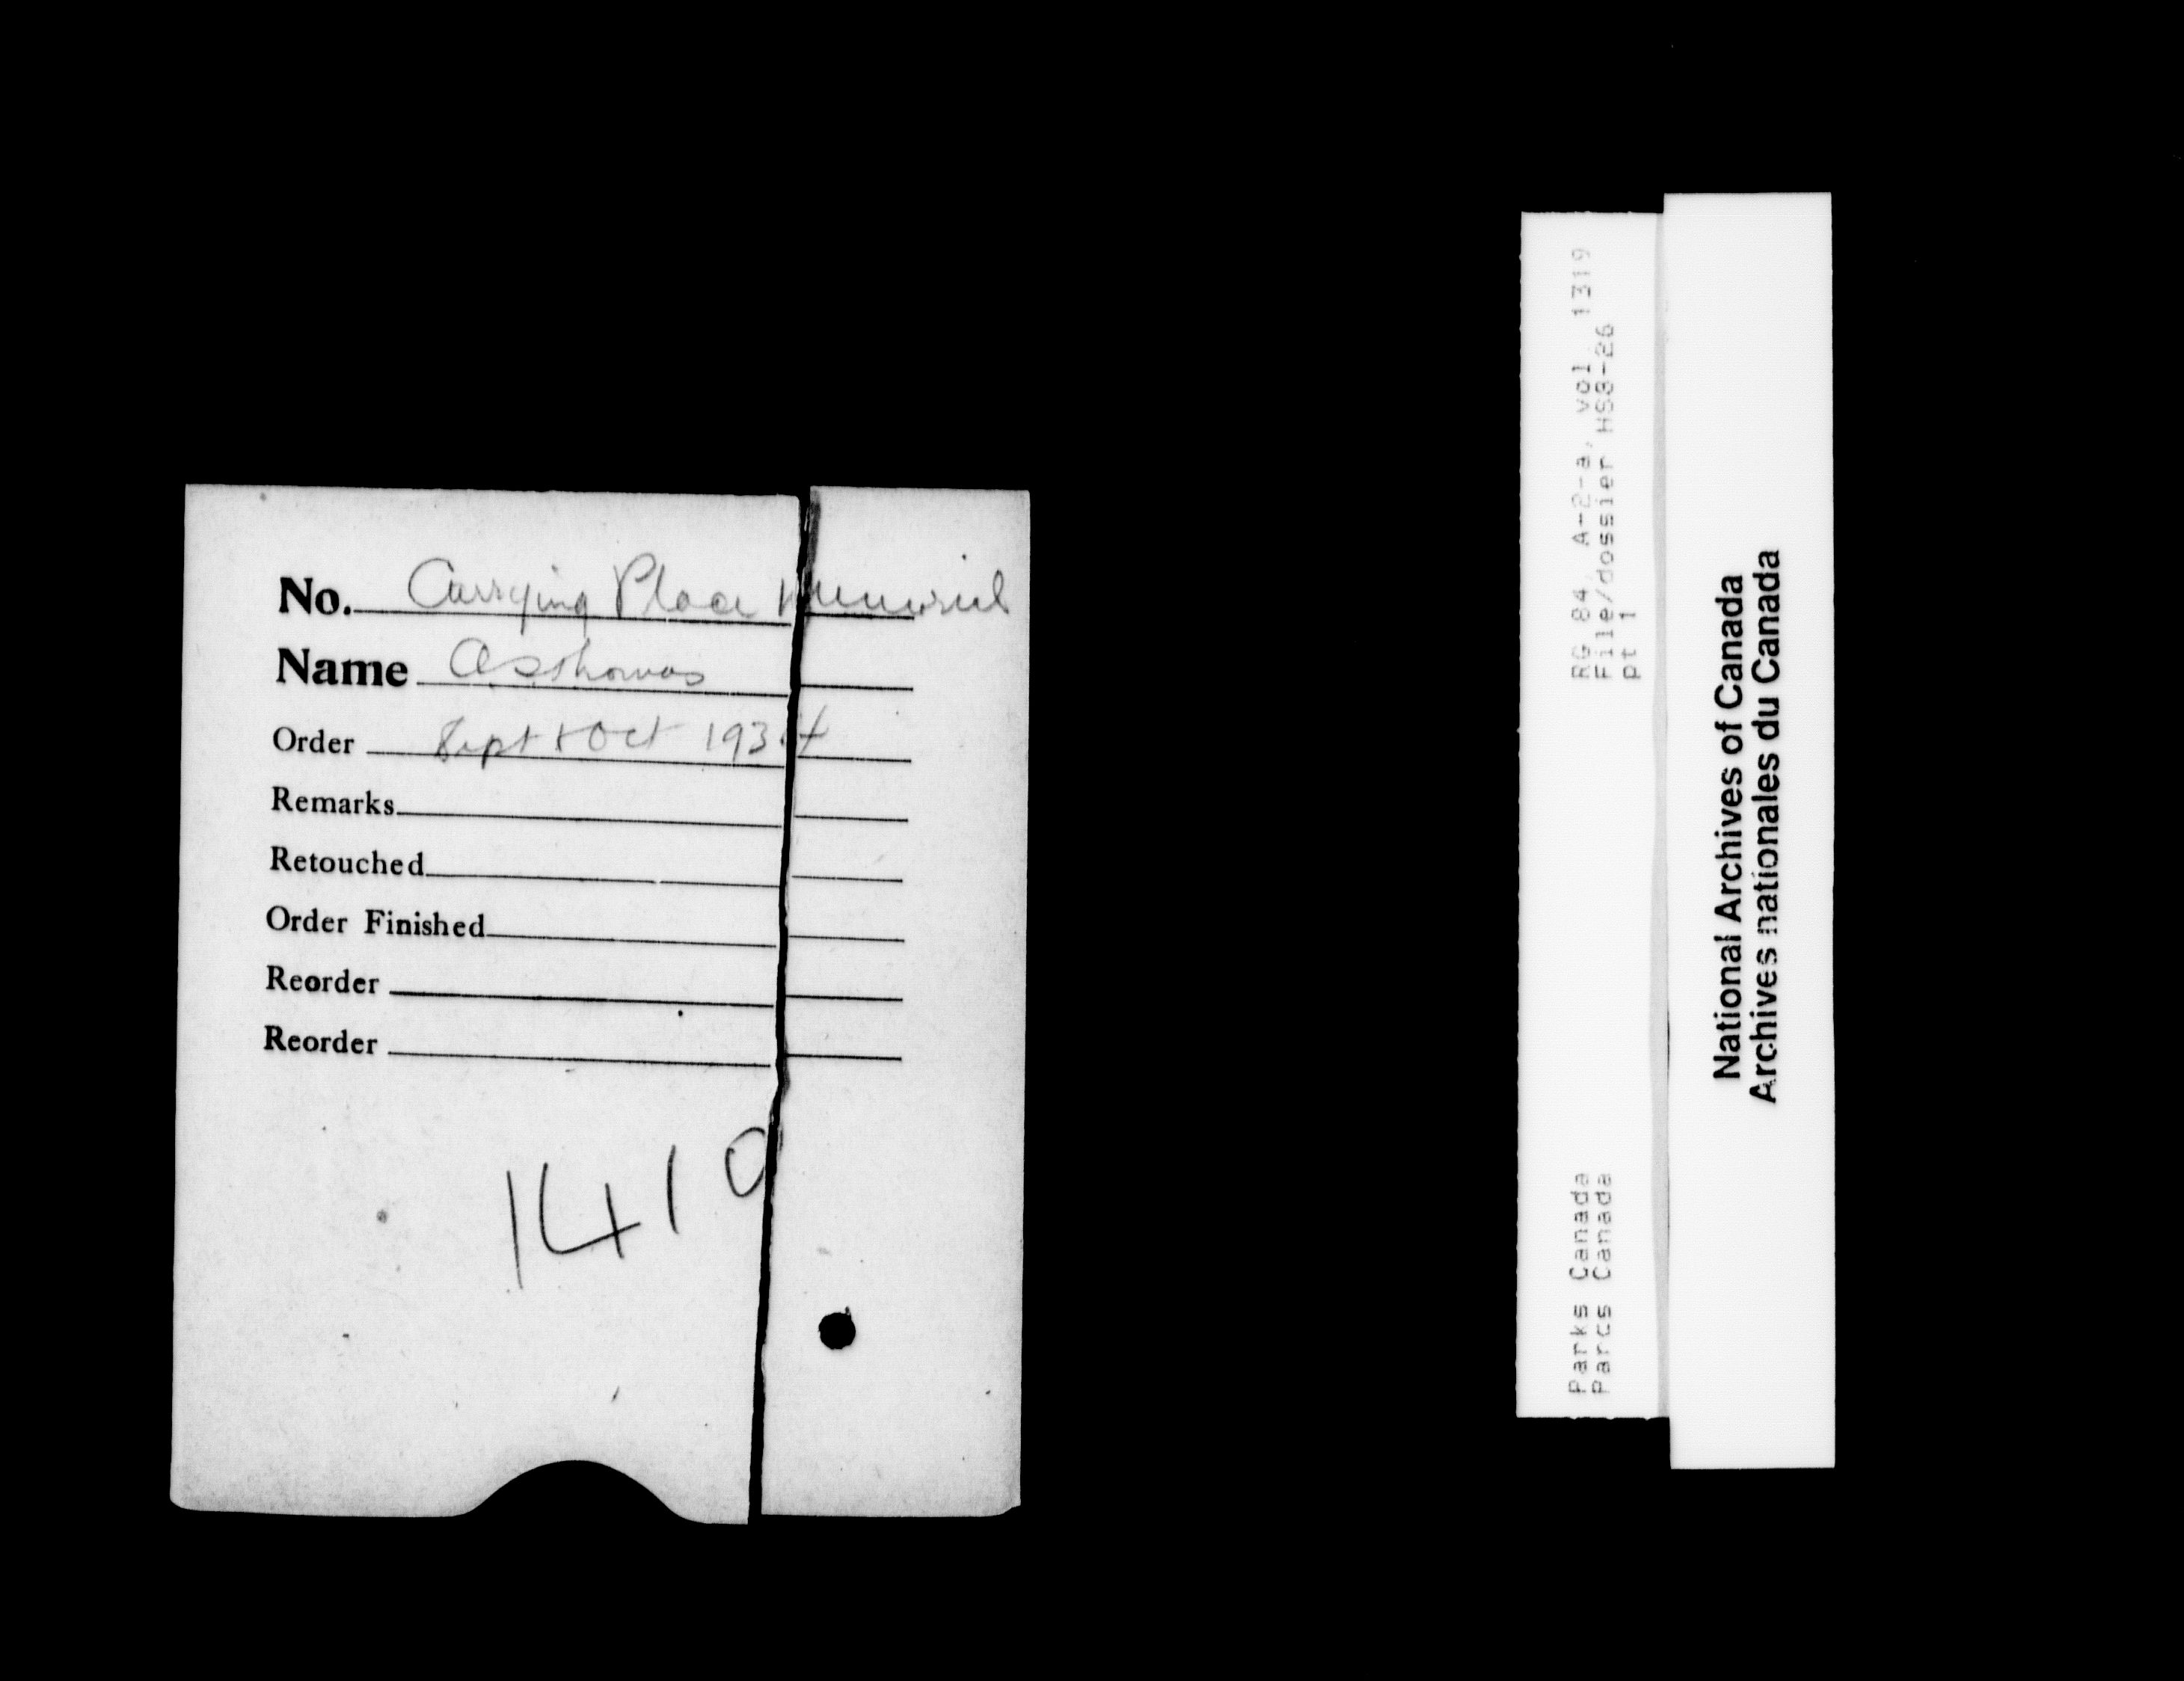 No. Carrying Place Memorial
Name A.S. Thomas
Order Sept & Oct 1934
Remarks
Retouched
Order Finished
Reorder
Reorder
1410
RG 84, A-2-a, vol. 1319
File/dossier HS8-26
pt 1
Parks Canada
Parcs Canada
National Archives of Canada
Archives nationales du Canada